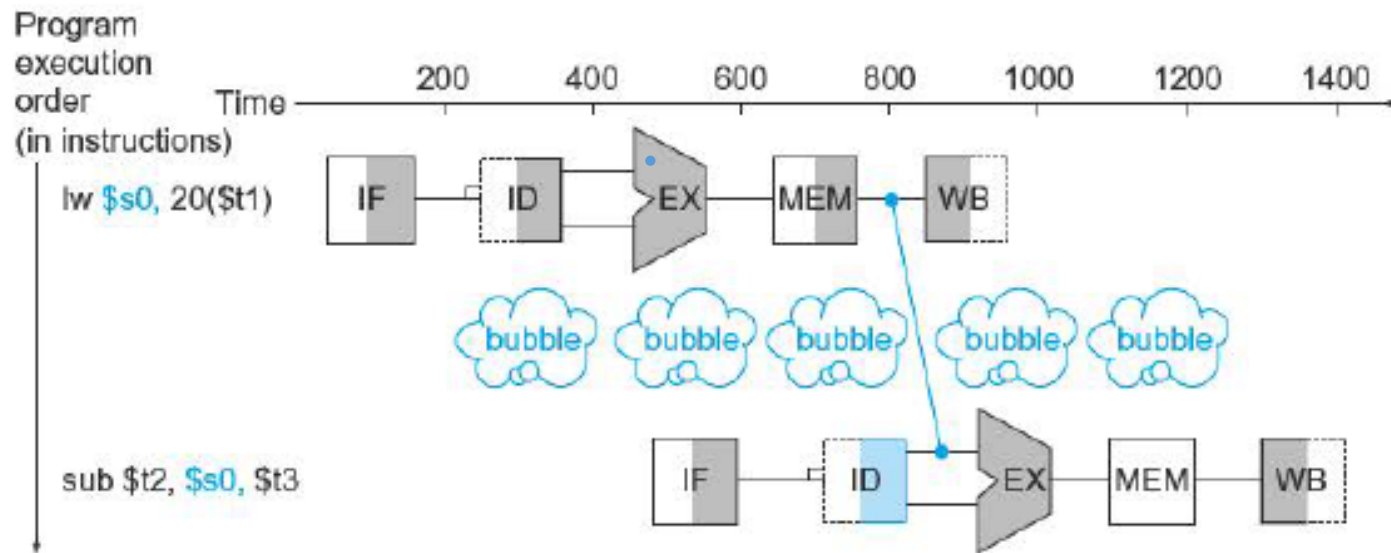 Program
execution
order
(in instructions)
Time
200 400 600 800 1000 1200 1400
lw $s0, 20($t1)
IF ID EX MEM WB
bubble bubble bubble bubble bubble
sub $t2, $s0, $t3
IF ID EX MEM WB